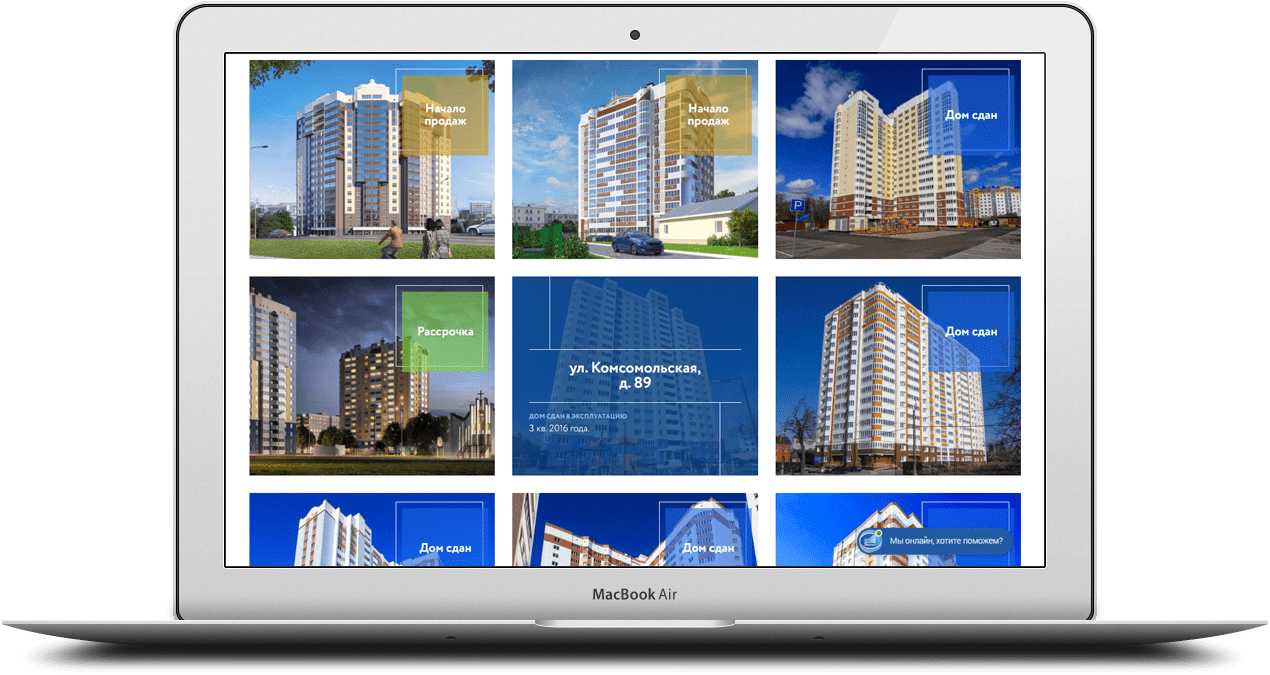 Начало
продаж
Начало
продаж
Дом сдан
P
Рассрочка
ул. Комсомольская,
д. 89
ДОМ СДАН В ЭКСПЛУАТАЦИЮ
3 кв. 2016 года.
Дом сдан
Дом сдан
Дом сдан
Мы онлайн, хотите поможем?
MacBook Air